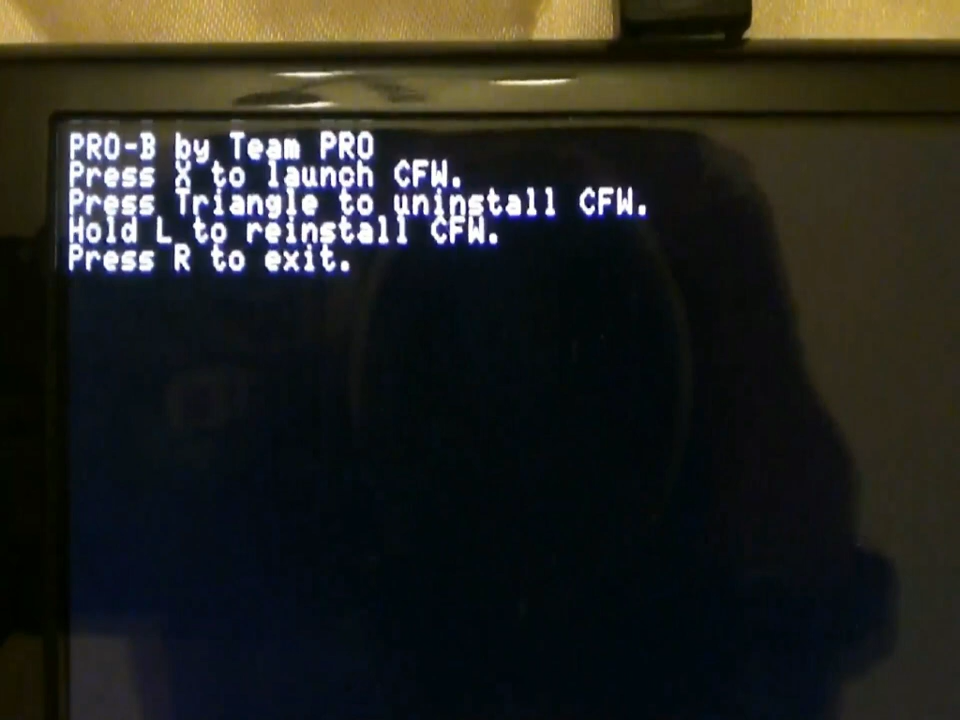 PRO-B by Team PRO
Press X to launch CFW.
Press Triangle to uninstall CFW.
Hold L to reinstall CFW.
Press R to exit.